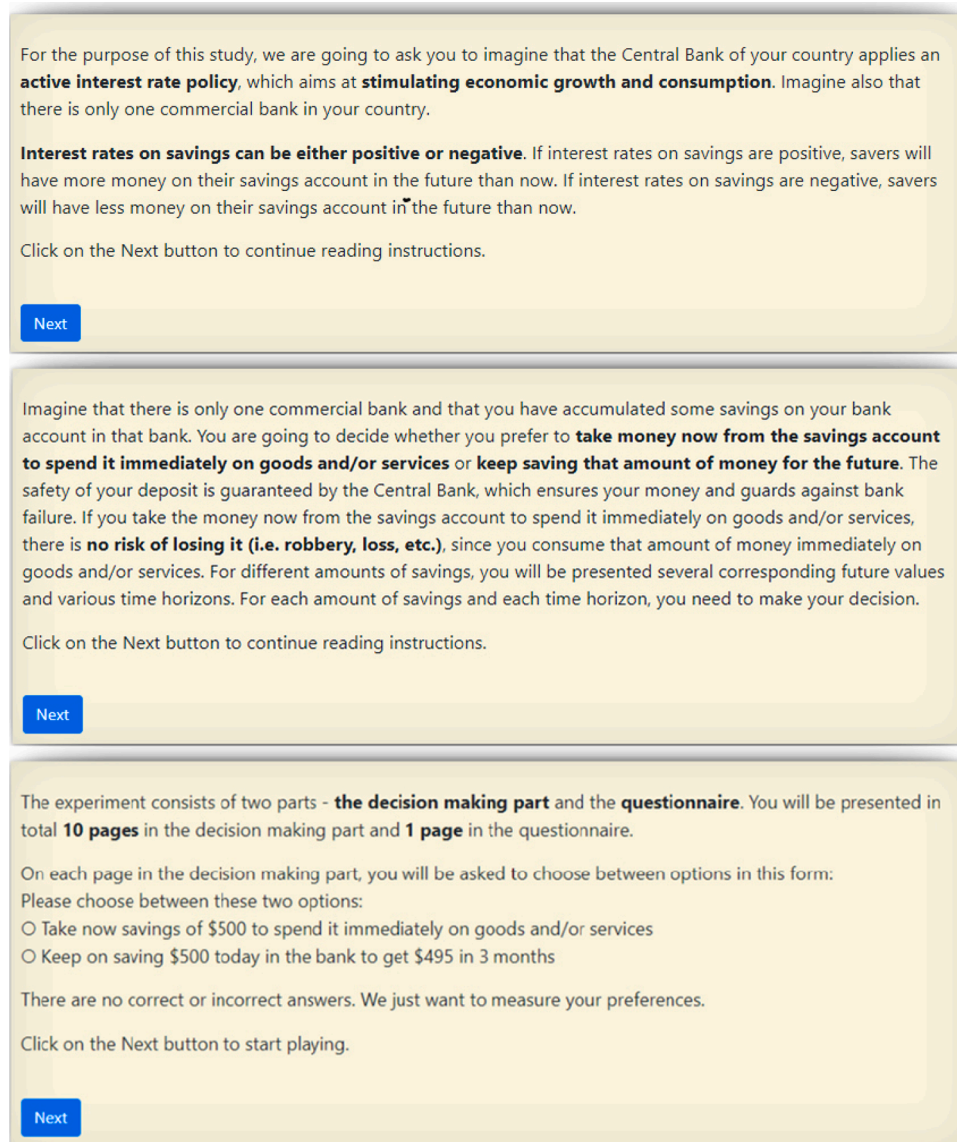 For the purpose of this study, we are going to ask you to imagine that the Central Bank of your country applies an
active interest rate policy, which aims at stimulating economic growth and consumption. Imagine also that
there is only one commercial bank in your country.
Interest rates on savings can be either positive or negative. If interest rates on savings are positive, savers will
have more money on their savings account in the future than now. If interest rates on savings are negative, savers
will have less money on their savings account in the future than now.
Click on the Next button to continue reading instructions.
Next
Imagine that there is only one commercial bank and that you have accumulated some savings on your bank
account in that bank. You are going to decide whether you prefer to take money now from the savings account
to spend it immediately on goods and/or services or keep saving that amount of money for the future. The
safety of your deposit is guaranteed by the Central Bank, which ensures your money and guards against bank
failure. If you take the money now from the savings account to spend it immediately on goods and/or services,
there is no risk of losing it (i.e. robbery, loss, etc.), since you consume that amount of money immediately on
goods and/or services. For different amounts of savings, you will be presented several corresponding future values
and various time horizons. For each amount of savings and each time horizon, you need to make your decision.
Click on the Next button to continue reading instructions.
Next
The experiment consists of two parts - the decision making part and the questionnaire. You will be presented in
total 10 pages in the decision making part and 1 page in the questionnaire.
On each page in the decision making part, you will be asked to choose between options in this form:
Please choose between these two options:
O Take now savings of $500 to spend it immediately on goods and/or services
O Keep on saving $500 today in the bank to get $495 in 3 months
There are no correct or incorrect answers. We just want to measure your preferences.
Click on the Next button to start playing.
Next